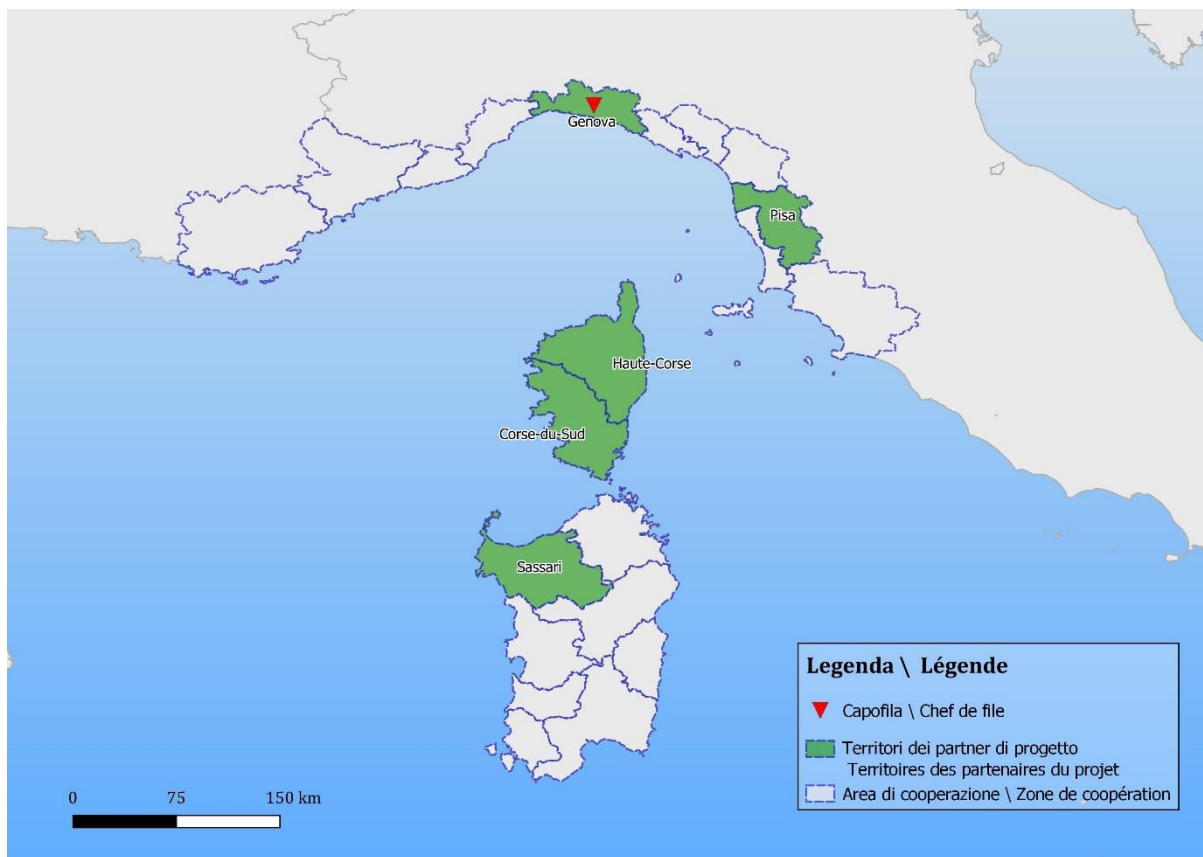 Genova
Pisa
Haute-Corse
Corse-du-Sud
Sassari
Legenda \ Légende
Capofila \ Chef de file
Territori dei partner di progetto
Territoires des partenaires du projet
Area di cooperazione \ Zone de coopération
0 75 150 km